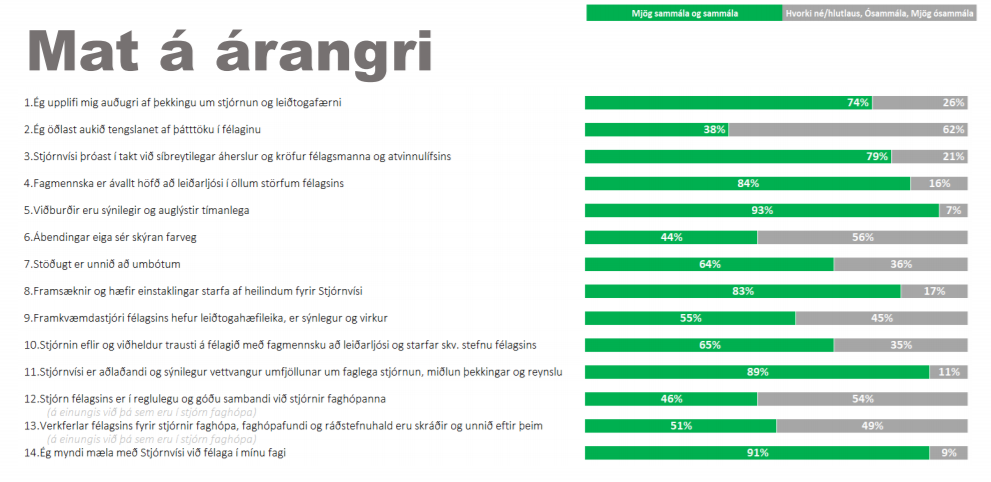 Mjög sammála og sammála Hvorki né/hlutlaus, Ósammála, Mjög ósammála
Mat á árangri
1.Ég upplifi mig auðugri af þekkingu um stjórnun og leiðtogafærni 74% 26%
2.Ég öðlast aukið tengslanet af þátttöku í félaginu 38% 62%
3.Stjórnvísi þróast í takt við síbreytilegar áherslur og kröfur félagsmanna og atvinnulífsins 79% 21%
4.Fagmennska er ávallt höfð að leiðarljósi í öllum störfum félagsins 84% 16%
5.Viðburðir eru sýnilegir og auglýstir tímanlega 93% 7%
6.Ábendingar eiga sér skýran farveg 44% 56%
7.Stöðugt er unnið að umbótum 64% 36%
8.Framsæknir og hæfir einstaklingar starfa af heilindum fyrir Stjórnvísi 83% 17%
9.Framkvæmdastjóri félagsins hefur leiðtogahæfileika, er sýnlegur og virkur 55% 45%
10.Stjórnin eflir og viðheldur trausti á félagið með fagmennsku að leiðarljósi og starfar skv. stefnu félagsins 65% 35%
11.Stjórnvísi er aðlaðandi og sýnilegur vettvangur umfjöllunar um faglega stjórnun, miðlun þekkingar og reynslu 89% 11%
12.Stjórn félagsins er í reglulegu og góðu sambandi við stjórnir faghópanna 46% 54%
(á einungis við þá sem eru í stjórn faghópa)
13.Verkferlar félagsins fyrir stjórnir faghópa, faghópafundi og ráðstefnuhald eru skráðir og unnið eftir þeim 51% 49%
(á einungis við þá sem eru í stjórn faghópa)
14.Ég myndi mæla með Stjórnvísi við félaga í mínu fagi 91% 9%